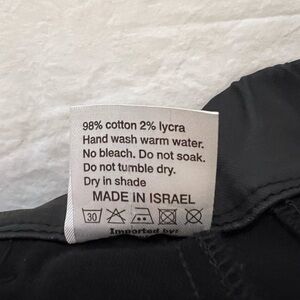 98% cotton 2% lycra
Hand wash warm water.
No bleach. Do not soak.
Do not tumble dry.
Dry in shade
MADE IN ISRAEL
30
Imported by: